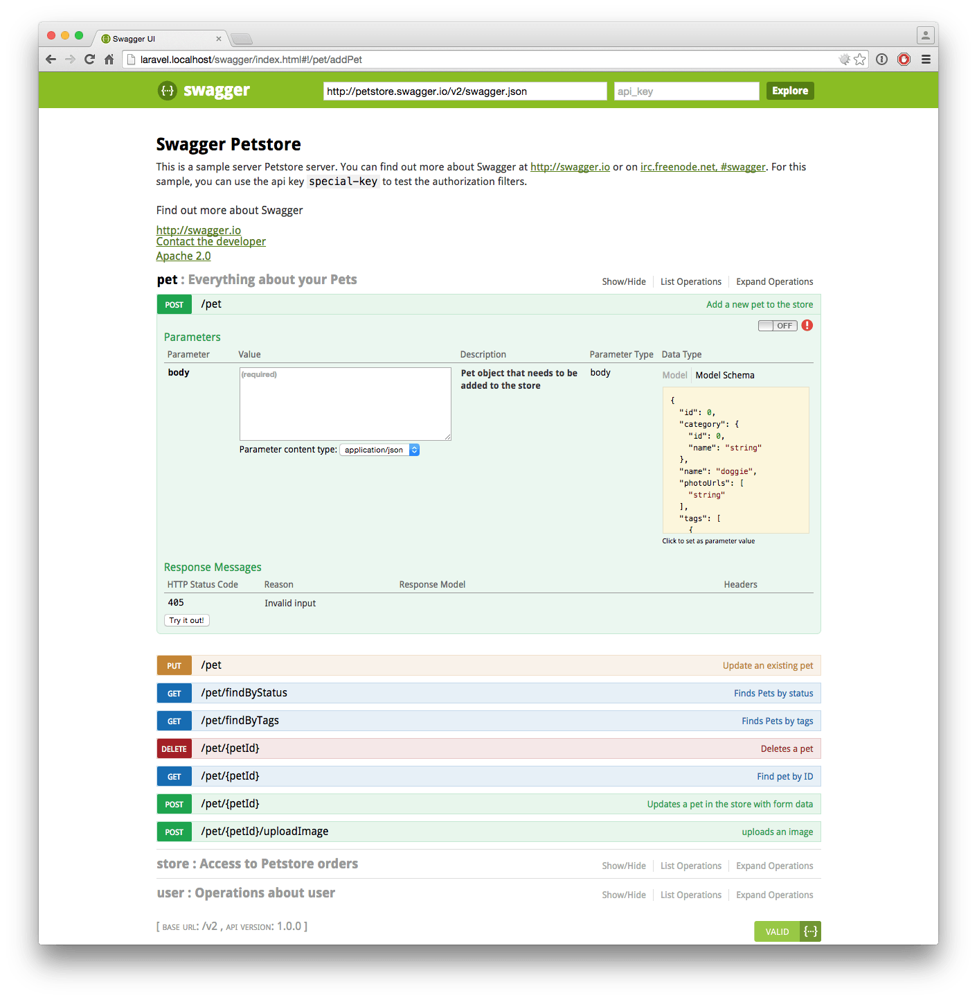 Swagger UI
laravel.localhost/swagger/index.html#!/pet/addPet
{···} swagger
http://petstore.swagger.io/v2/swagger.json
api_key
Explore
Swagger Petstore
This is a sample server Petstore server. You can find out more about Swagger at http://swagger.io or on irc.freenode.net, #swagger. For this
sample, you can use the api key special-key to test the authorization filters.
Find out more about Swagger
http://swagger.io
Contact the developer
Apache 2.0
pet : Everything about your Pets
Show/Hide
List Operations
Expand Operations
POST /pet
Add a new pet to the store
OFF
Parameters
Parameter
Value
Description
Parameter Type
Data Type
body
(required)
Parameter content type: application/json
Pet object that needs to be
added to the store
body
Model
Model Schema
{
"id": 0,
"category": {
"id": 0,
"name": "string"
},
"name": "doggie",
"photoUrls": [
"string"
],
"tags": [
{
Click to set as parameter value
Response Messages
HTTP Status Code
Reason
Response Model
Headers
405
Invalid input
Try it out!
PUT /pet
Update an existing pet
GET /pet/findByStatus
Finds Pets by status
GET /pet/findByTags
Finds Pets by tags
DELETE /pet/{petId}
Deletes a pet
GET /pet/{petId}
Find pet by ID
POST /pet/{petId}
Updates a pet in the store with form data
POST /pet/{petId}/uploadImage
uploads an image
store : Access to Petstore orders
Show/Hide
List Operations
Expand Operations
user : Operations about user
Show/Hide
List Operations
Expand Operations
[ BASE URL: /v2 , API VERSION: 1.0.0 ]
VALID {···}